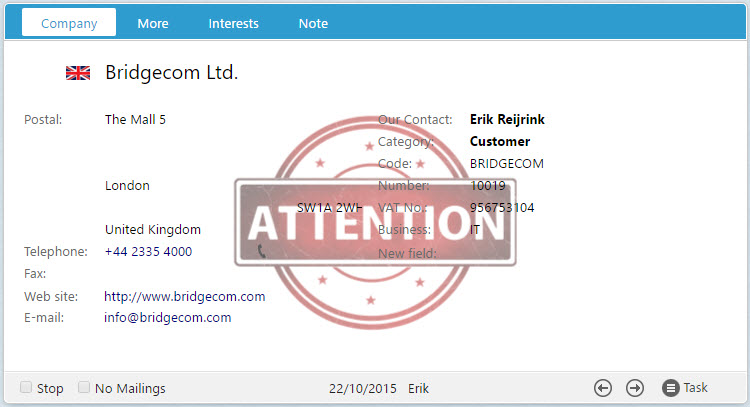 Company More Interests Note
Bridgecom Ltd.
Postal: The Mall 5 Our Contact: Erik Reijrink
Category: Customer
Code: BRIDGECOM
London Number: 10019
SW1A 2WH VAT No.: 956753104
ATTENTION
United Kingdom Business: IT
Telephone: +44 2335 4000 New field:
Fax:
Web site: http://www.bridgecom.com
E-mail: info@bridgecom.com
Stop No Mailings 22/10/2015 Erik Task